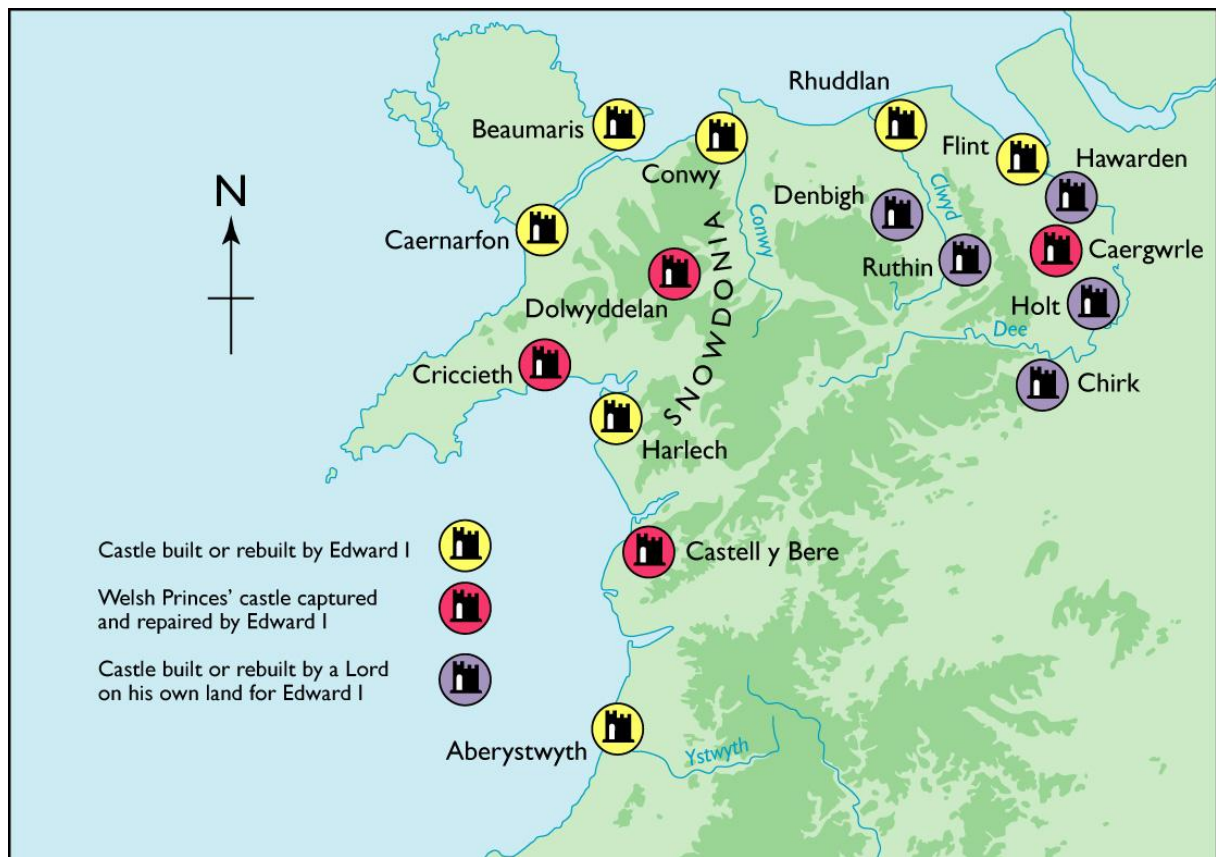 Rhuddlan
Beaumaris
Flint
Hawarden
Conwy
Denbigh
Clwyd
Conwy
Caernarfon
Caergwrle
Ruthin
N
SNOWDONIA
Dolwyddelan
Holt
Dee
Criccieth
Chirk
Harlech
Castle built or rebuilt by Edward I
Castell y Bere
Welsh Princes’ castle captured
and repaired by Edward I
Castle built or rebuilt by a Lord
on his own land for Edward I
Aberystwyth
Ystwyth